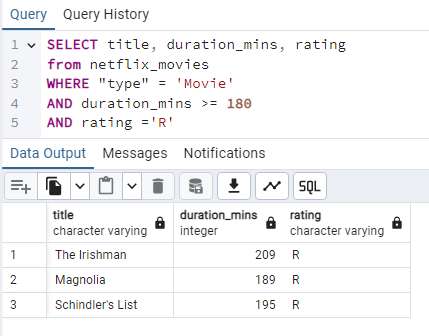 Query Query History
1 SELECT title, duration_mins, rating
2 from netflix_movies
3 WHERE "type" = 'Movie'
4 AND duration_mins >= 180
5 AND rating ='R'
Data Output Messages Notifications
SQL
title duration_mins rating
character varying integer character varying
1 The Irishman 209 R
2 Magnolia 189 R
3 Schindler's List 195 R